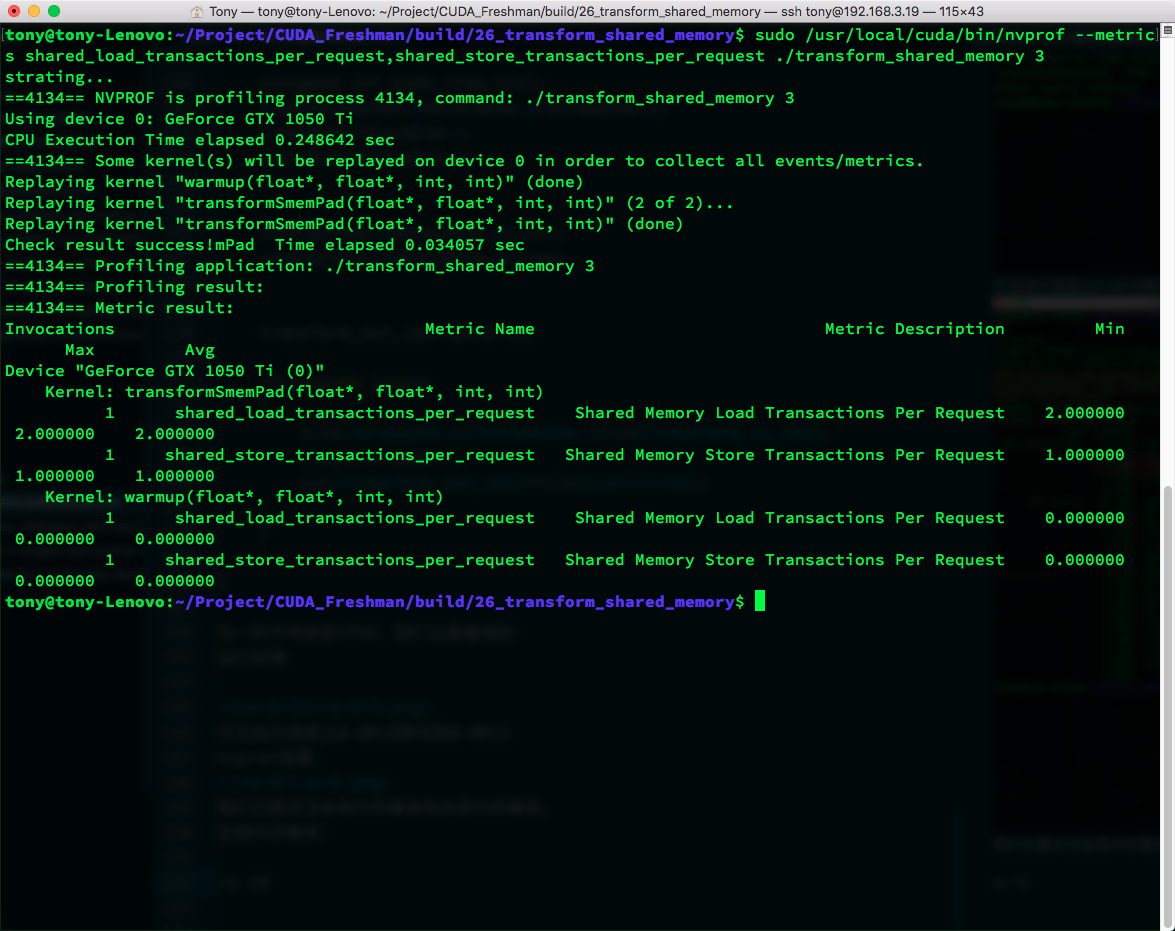 Tony — tony@tony-Lenovo: ~/Project/CUDA_Freshman/build/26_transform_shared_memory — ssh tony@192.168.3.19 — 115×43
[tony@tony-Lenovo:~/Project/CUDA_Freshman/build/26_transform_shared_memory$ sudo /usr/local/cuda/bin/nvprof --metric]
s shared_load_transactions_per_request,shared_store_transactions_per_request ./transform_shared_memory 3
strating...
==4134== NVPROF is profiling process 4134, command: ./transform_shared_memory 3
Using device 0: GeForce GTX 1050 Ti
CPU Execution Time elapsed 0.248642 sec
==4134== Some kernel(s) will be replayed on device 0 in order to collect all events/metrics.
Replaying kernel "warmup(float*, float*, int, int)" (done)
Replaying kernel "transformSmemPad(float*, float*, int, int)" (2 of 2)...
Replaying kernel "transformSmemPad(float*, float*, int, int)" (done)
Check result success!mPad  Time elapsed 0.034057 sec
==4134== Profiling application: ./transform_shared_memory 3
==4134== Profiling result:
==4134== Metric result:
Invocations                               Metric Name                             Metric Description         Min
      Max         Avg
Device "GeForce GTX 1050 Ti (0)"
    Kernel: transformSmemPad(float*, float*, int, int)
          1      shared_load_transactions_per_request    Shared Memory Load Transactions Per Request    2.000000
 2.000000    2.000000
          1     shared_store_transactions_per_request   Shared Memory Store Transactions Per Request    1.000000
 1.000000    1.000000
    Kernel: warmup(float*, float*, int, int)
          1      shared_load_transactions_per_request    Shared Memory Load Transactions Per Request    0.000000
 0.000000    0.000000
          1     shared_store_transactions_per_request   Shared Memory Store Transactions Per Request    0.000000
 0.000000    0.000000
tony@tony-Lenovo:~/Project/CUDA_Freshman/build/26_transform_shared_memory$